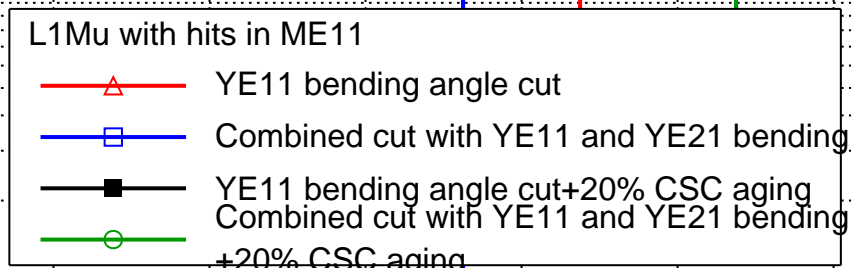 L1Mu with hits in ME11
YE11 bending angle cut
Combined cut with YE11 and YE21 bending
YE11 bending angle cut+20% CSC aging
Combined cut with YE11 and YE21 bending
+20% CSC aging